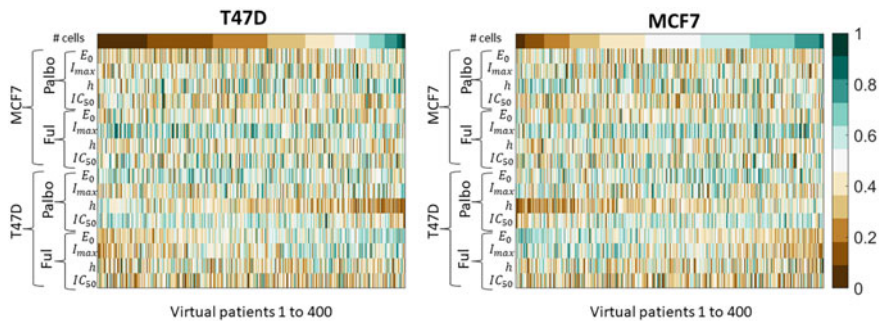 T47D
MCF7
# cells
MCF7
Palbo
E₀
Iₘₐₓ
h
IC₅₀
Ful
E₀
Iₘₐₓ
h
IC₅₀
T47D
Palbo
E₀
Iₘₐₓ
h
IC₅₀
Ful
E₀
Iₘₐₓ
h
IC₅₀
Virtual patients 1 to 400
# cells
MCF7
Palbo
E₀
Iₘₐₓ
h
IC₅₀
Ful
E₀
Iₘₐₓ
h
IC₅₀
T47D
Palbo
E₀
Iₘₐₓ
h
IC₅₀
Ful
E₀
Iₘₐₓ
h
IC₅₀
Virtual patients 1 to 400
1
0.8
0.6
0.4
0.2
0